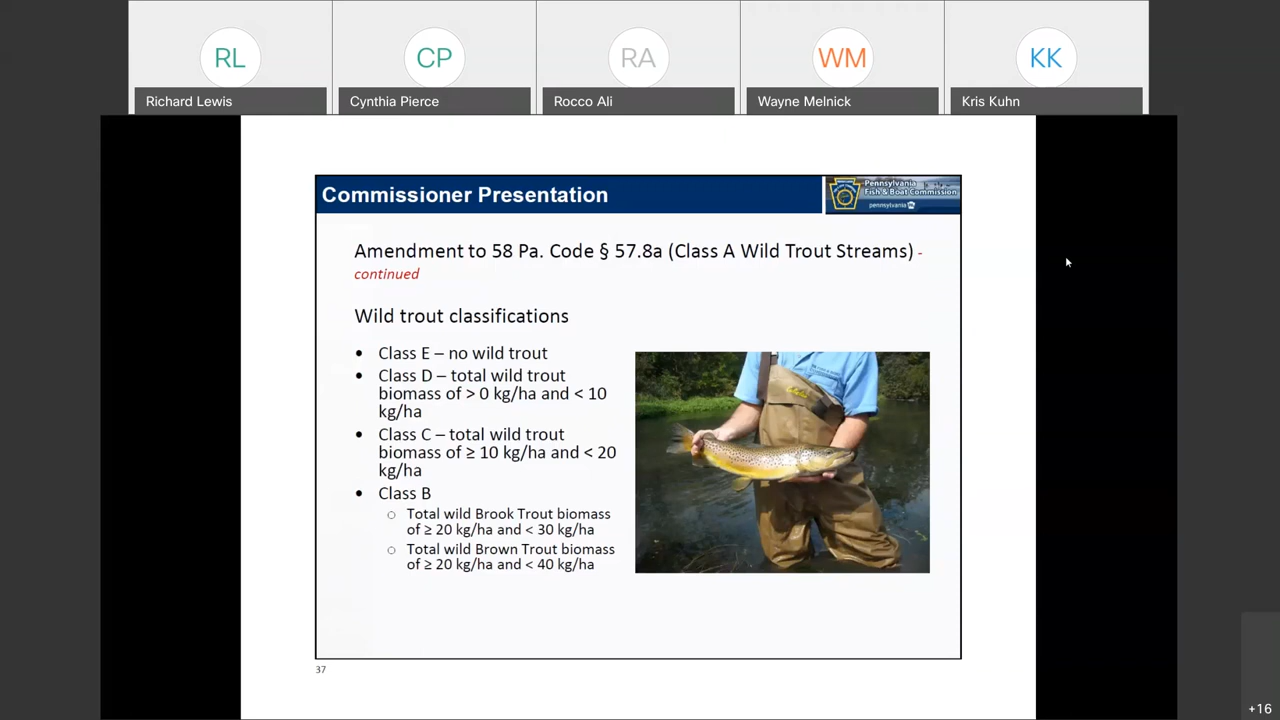 RL
CP
RA
WM
KK
Richard Lewis
Cynthia Pierce
Rocco Ali
Wayne Melnick
Kris Kuhn
Commissioner Presentation
Pennsylvania
Fish & Boat Commission
pennsylvania
Amendment to 58 Pa. Code § 57.8a (Class A Wild Trout Streams) -
continued
Wild trout classifications
• Class E – no wild trout
• Class D – total wild trout
biomass of > 0 kg/ha and < 10
kg/ha
• Class C – total wild trout
biomass of ≥ 10 kg/ha and < 20
kg/ha
• Class B
○ Total wild Brook Trout biomass
of ≥ 20 kg/ha and < 30 kg/ha
○ Total wild Brown Trout biomass
of ≥ 20 kg/ha and < 40 kg/ha
37
+16